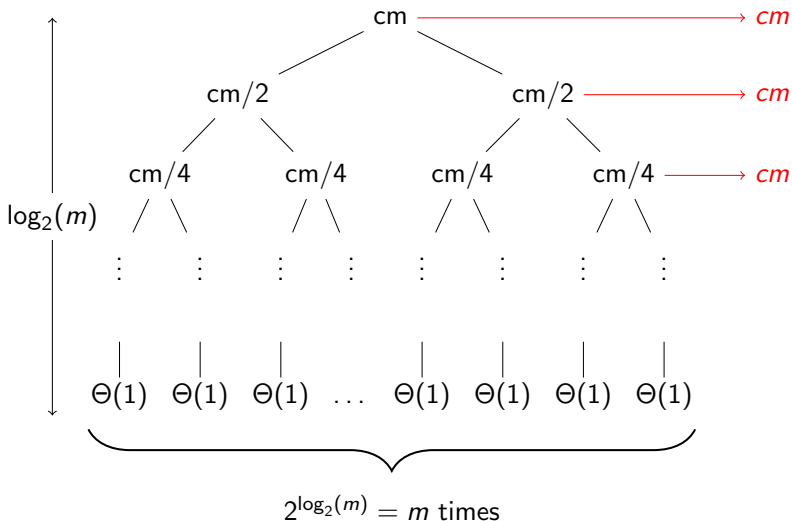 cm cm
cm/2 cm/2 cm
cm/4 cm/4 cm/4 cm/4 cm
log₂(m)
⋮ ⋮ ⋮ ⋮ ⋮ ⋮ ⋮ ⋮
Θ(1) Θ(1) Θ(1) ... Θ(1) Θ(1) Θ(1) Θ(1)
2^{log₂(m)} = m times